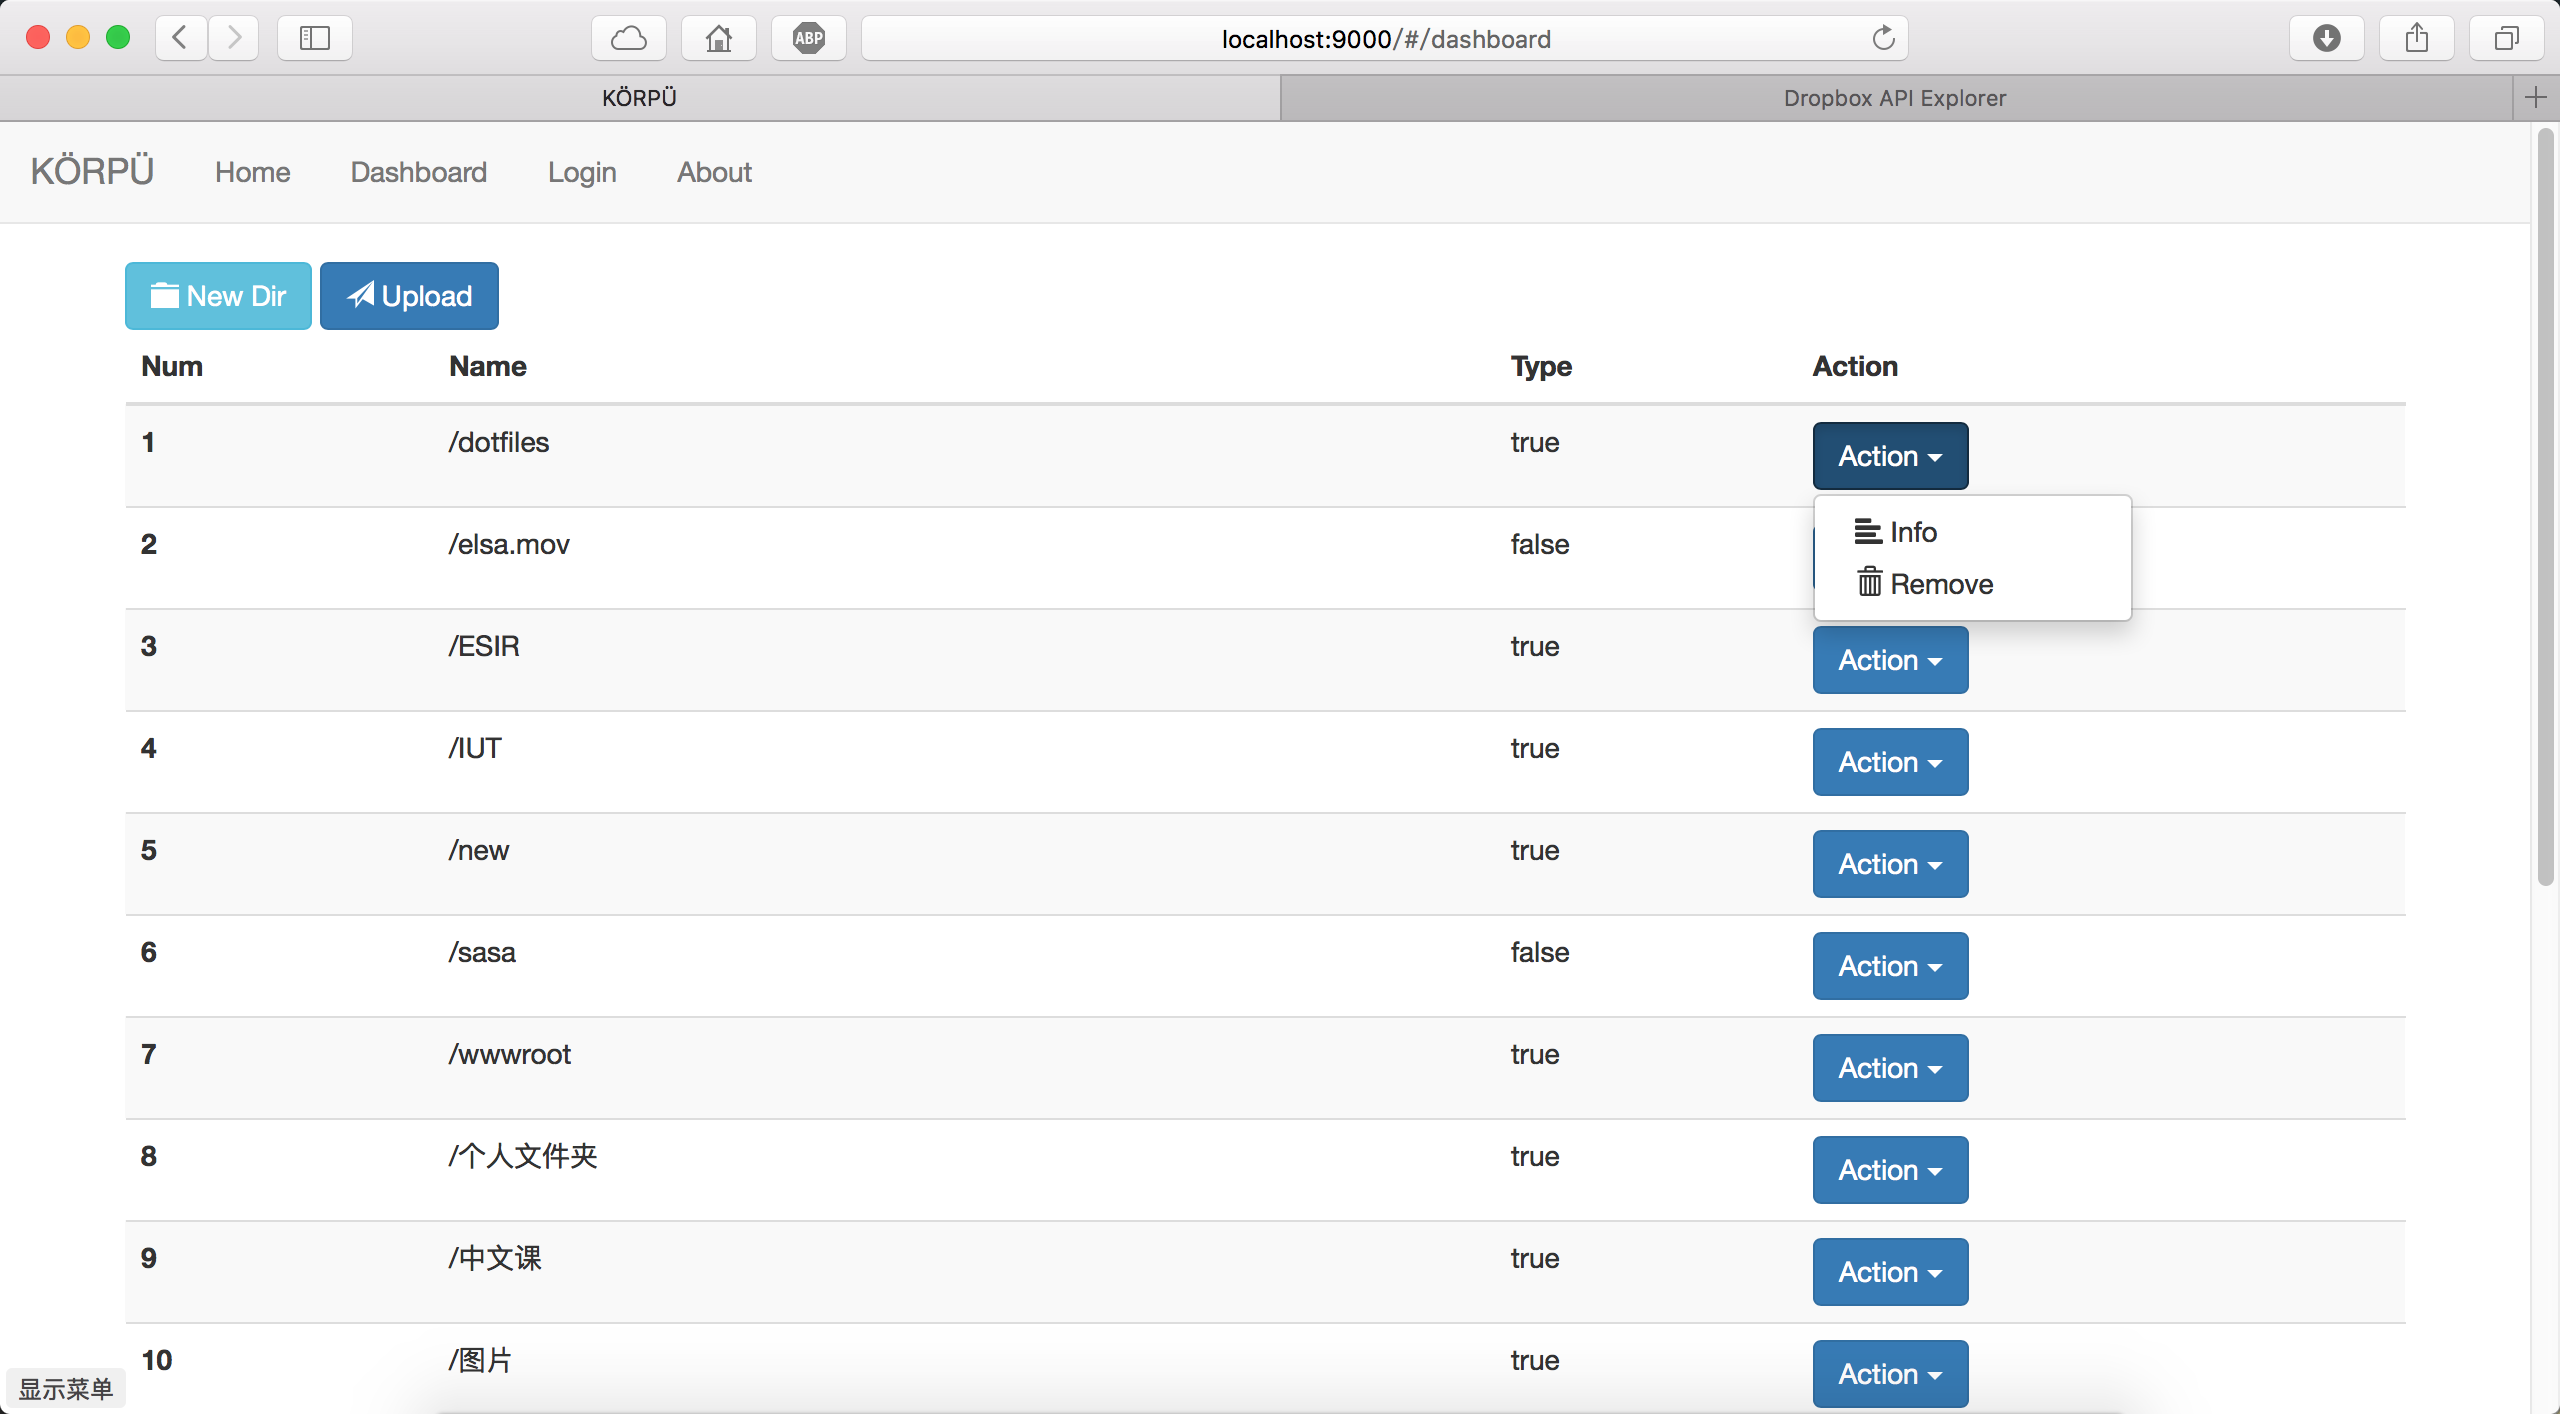 ABP
localhost:9000/#/dashboard
KÖRPÜ Dropbox API Explorer
KÖRPÜ Home Dashboard Login About
New Dir Upload
Num Name Type Action
1 /dotfiles true Action
Info
2 /elsa.mov false
Remove
3 /ESIR true Action
4 /IUT true Action
5 /new true Action
6 /sasa false Action
7 /wwwroot true Action
8 /个人文件夹 true Action
9 /中文课 true Action
10 /图片 true Action
显示菜单